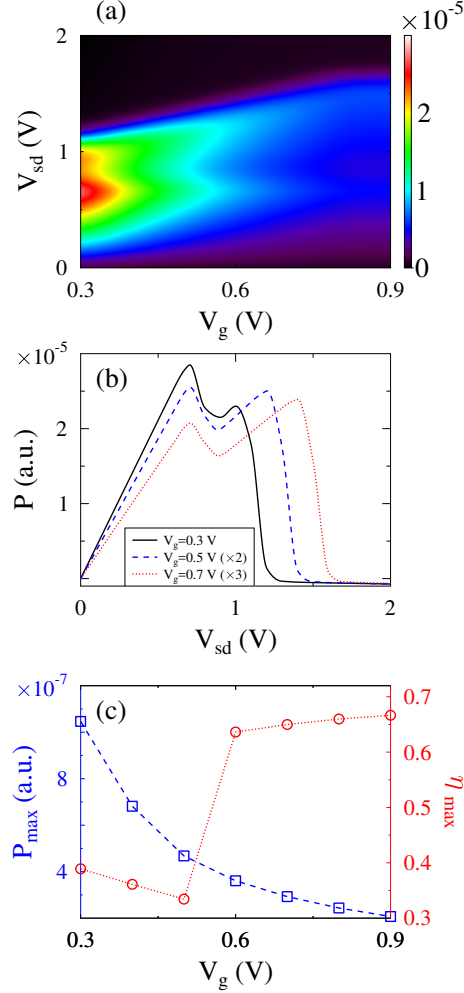 (a)
×10⁻⁵
2
1
0
V_sd (V)
2
1
0
0.3
0.6
0.9
V_g (V)
×10⁻⁵
(b)
2
1
P (a.u.)
V_g=0.3 V
V_g=0.5 V (×2)
V_g=0.7 V (×3)
0
1
2
V_sd (V)
×10⁻⁷
(c)
8
4
P_max (a.u.)
0.7
0.6
0.5
0.4
0.3
η_max
0.3
0.6
0.9
V_g (V)